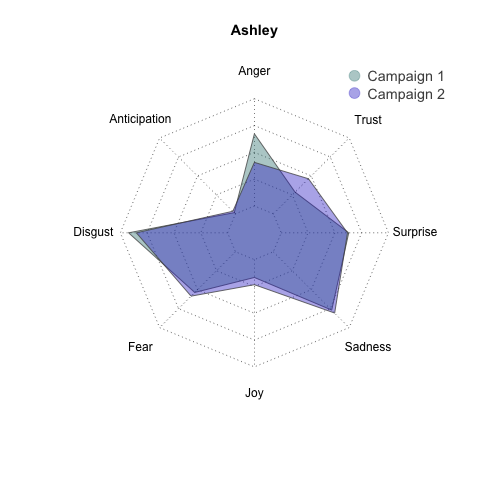 Ashley
Anger
Campaign 1
Campaign 2
Anticipation
Trust
Disgust
Surprise
Fear
Sadness
Joy